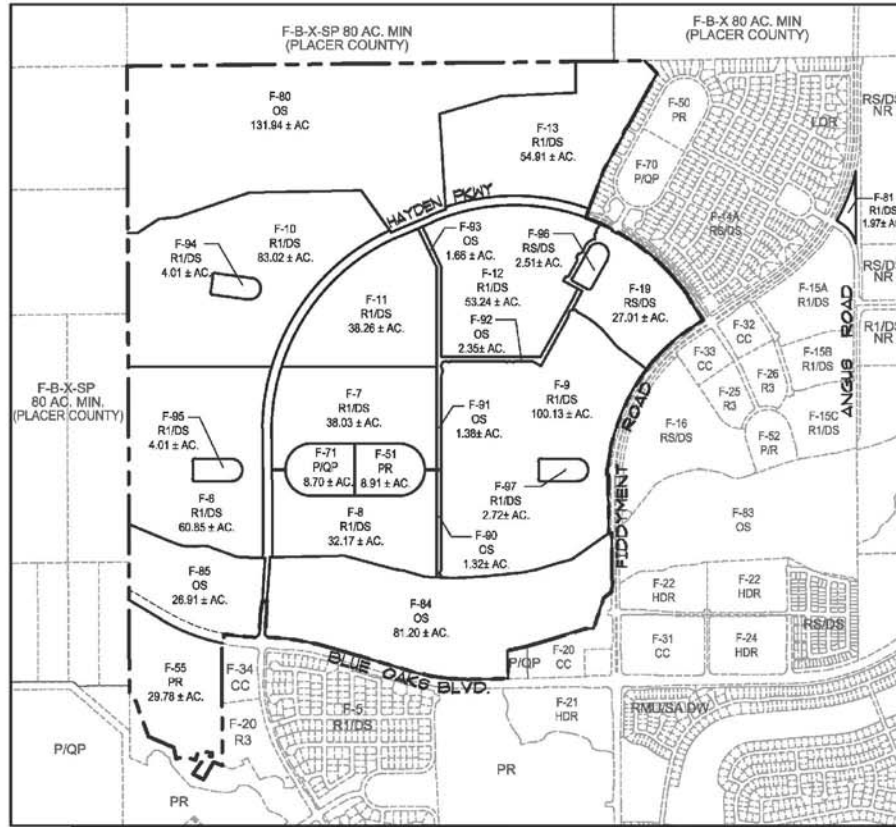 F-B-X-SP 80 AC. MIN
(PLACER COUNTY)
F-B-X 80 AC. MIN
(PLACER COUNTY)
F-80
OS
131.94 ± AC.
F-13
R1/DS
54.91 ± AC.
F-50
PR
F-70
P/QP
LDR
RS/DS
NR
F-81
R1/DS
1.97± AC.
F-14A
RS/DS
HAYDEN PKWY
F-94
R1/DS
4.01 ± AC.
F-10
R1/DS
83.02 ± AC.
F-93
OS
1.66 ± AC.
F-96
RS/DS
2.51± AC.
F-12
R1/DS
53.24 ± AC.
F-19
RS/DS
27.01 ± AC.
RS/DS
NR
F-15A
R1/DS
F-11
R1/DS
38.26 ± AC.
F-92
OS
2.35± AC.
F-32
CC
F-33
CC
R1/DS
NR
F-15B
R1/DS
F-26
R3
F-25
R3
ANGUS ROAD
F-B-X-SP
80 AC. MIN.
(PLACER COUNTY)
F-7
R1/DS
38.03 ± AC.
F-9
R1/DS
100.13 ± AC.
F-91
OS
1.38± AC.
F-16
RS/DS
F-15C
R1/DS
F-52
P/R
F-95
R1/DS
4.01 ± AC.
F-71
P/QP
8.70 ± AC.
F-51
PR
8.91 ± AC.
F-97
R1/DS
2.72± AC.
F-6
R1/DS
60.85 ± AC.
F-8
R1/DS
32.17 ± AC.
F-90
OS
1.32± AC.
FIDDYMENT ROAD
F-83
OS
F-85
OS
26.91 ± AC.
F-84
OS
81.20 ± AC.
F-22
HDR
F-22
HDR
RS/DS
F-31
CC
F-24
HDR
F-55
PR
29.78 ± AC.
F-34
CC
BLUE OAKS BLVD.
P/QP
F-20
CC
F-20
R3
F-5
R1/DS
F-21
HDR
RMU/SA DW
P/QP
PR
PR